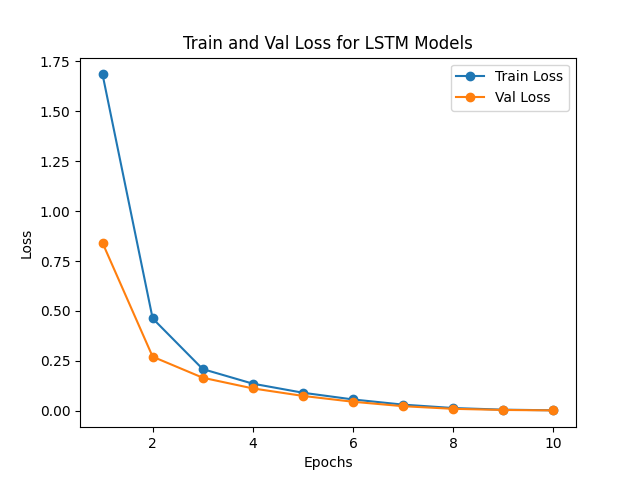 Train and Val Loss for LSTM Models
Train Loss
Val Loss
1.75
1.50
1.25
1.00
0.75
0.50
0.25
0.00
Loss
2 4 6 8 10
Epochs